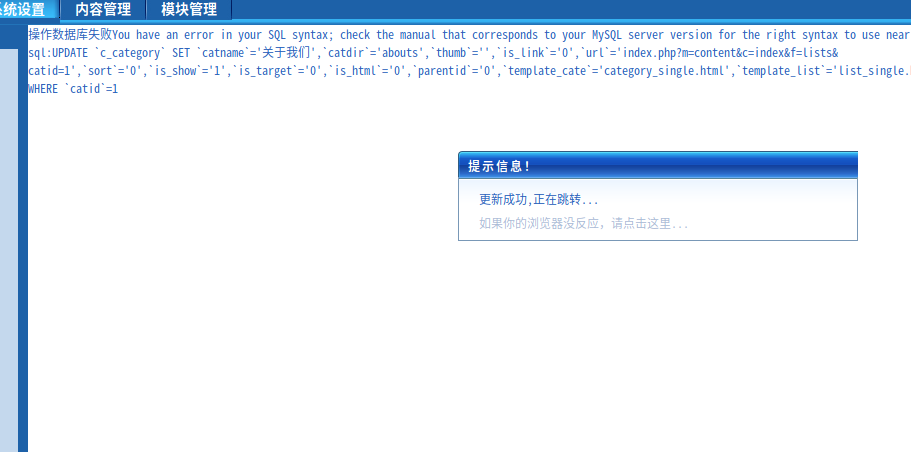 系统设置 内容管理 模块管理
操作数据库失败You have an error in your SQL syntax; check the manual that corresponds to your MySQL server version for the right syntax to use near
sql:UPDATE `c_category` SET `catname`='关于我们',`catdir`='abouts',`thumb`='',`is_link`='0',`url`='index.php?m=content&c=index&f=lists&
catid=1',`sort`='0',`is_show`='1',`is_target`='0',`is_html`='0',`parentid`='0',`template_cate`='category_single.html',`template_list`='list_single.
WHERE `catid`=1
提示信息!
更新成功,正在跳转...
如果你的浏览器没反应，请点击这里...